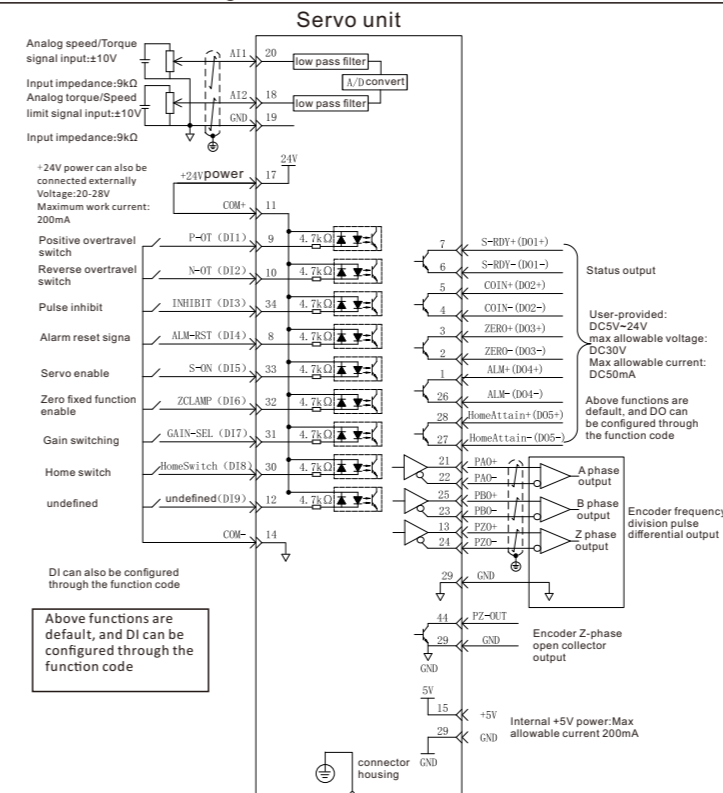 Servo unit
Analog speed/Torque
signal input:±10V
Input impedance:9kΩ
Analog torque/Speed
limit signal input:±10V
Input impedance:9kΩ
AI1 20
low pass filter
A/D convert
AI2 18
low pass filter
GND 19
+24V power can also be
connected externally
Voltage:20-28V
Maximum work current:
200mA
24V
+24Vpower 17
COM+ 11
Positive overtravel
switch
P-OT (DI1) 9 4.7kΩ
Reverse overtravel
switch
N-OT (DI2) 10 4.7kΩ
Pulse inhibit
INHIBIT (DI3) 34 4.7kΩ
Alarm reset signa
ALM-RST (DI4) 8 4.7kΩ
Servo enable
S-ON (DI5) 33 4.7kΩ
Zero fixed function
enable
ZCLAMP (DI6) 32 4.7kΩ
Gain switching
GAIN-SEL (DI7) 31 4.7kΩ
Home switch
HomeSwitch (DI8) 30 4.7kΩ
undefined
undefined(DI9) 12 4.7kΩ
COM- 14
DI can also be configured
through the function code
Above functions are
default, and DI can be
configured through the
function code
7 S-RDY+(DO1+)
6 S-RDY-(DO1-)
5 COIN+(DO2+)
4 COIN-(DO2-)
3 ZERO+(DO3+)
2 ZERO-(DO3-)
1 ALM+(DO4+)
26 ALM-(DO4-)
28 HomeAttain+(DO5+)
27 HomeAttain-(DO5-)
Status output
User-provided:
DC5V~24V
max allowable voltage:
DC30V
Max allowable current:
DC50mA
Above functions are
default, and DO can
be configured through
the function code
21 PAO+
22 PAO-
25 PBO+
23 PBO-
13 PZO+
24 PZO-
A phase
output
B phase
output
Z phase
output
Encoder frequency
division pulse
differential output
29 GND
44 PZ-OUT
29 GND
GND
Encoder Z-phase
open collector
output
5V
15 +5V
29 GND
GND
Internal +5V power:Max
allowable current 200mA
connector
housing